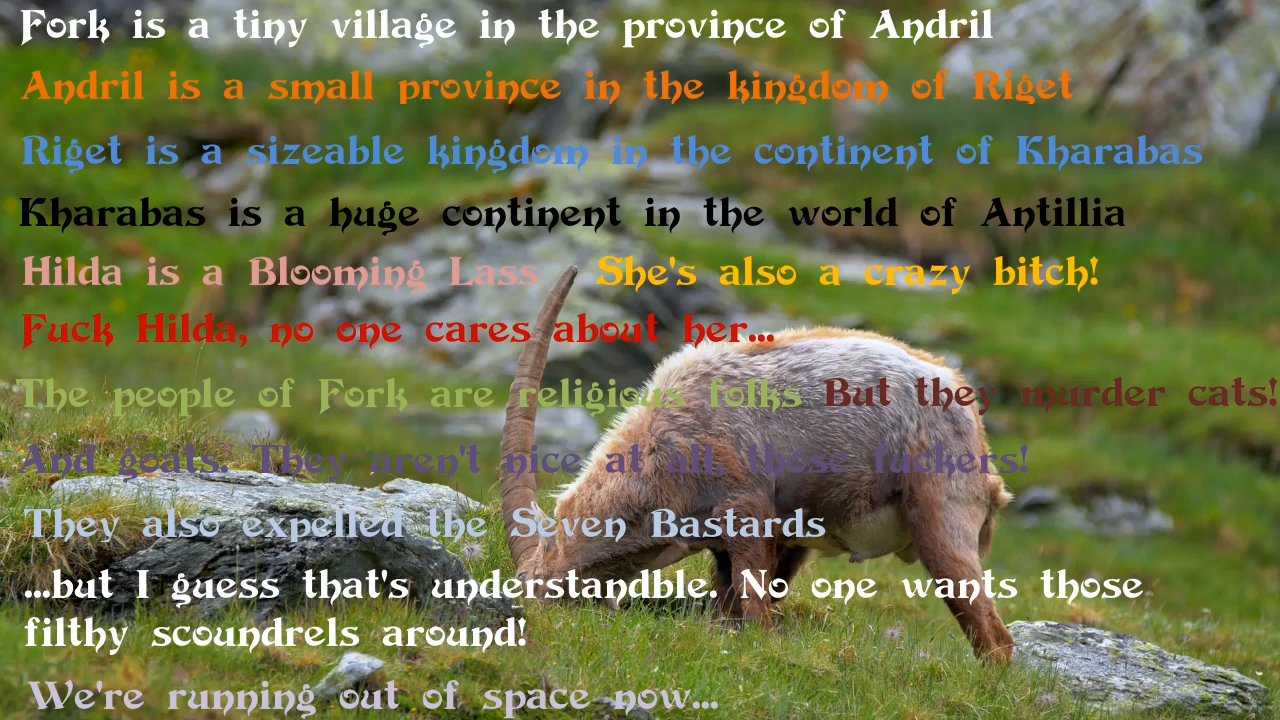 Fork is a tiny village in the province of Andril
Andril is a small province in the kingdom of Riget
Riget is a sizeable kingdom in the continent of Kharabas
Kharabas is a huge continent in the world of Antillia
Hilda is a Blooming Lass She's also a crazy bitch!
Fuck Hilda, no one cares about her...
The people of Fork are religious folks But they murder cats!
And goats. They aren't nice at all, those fuckers!
They also expelled the Seven Bastards
...but I guess that's understandble. No one wants those
filthy scoundrels around!
We're running out of space now...